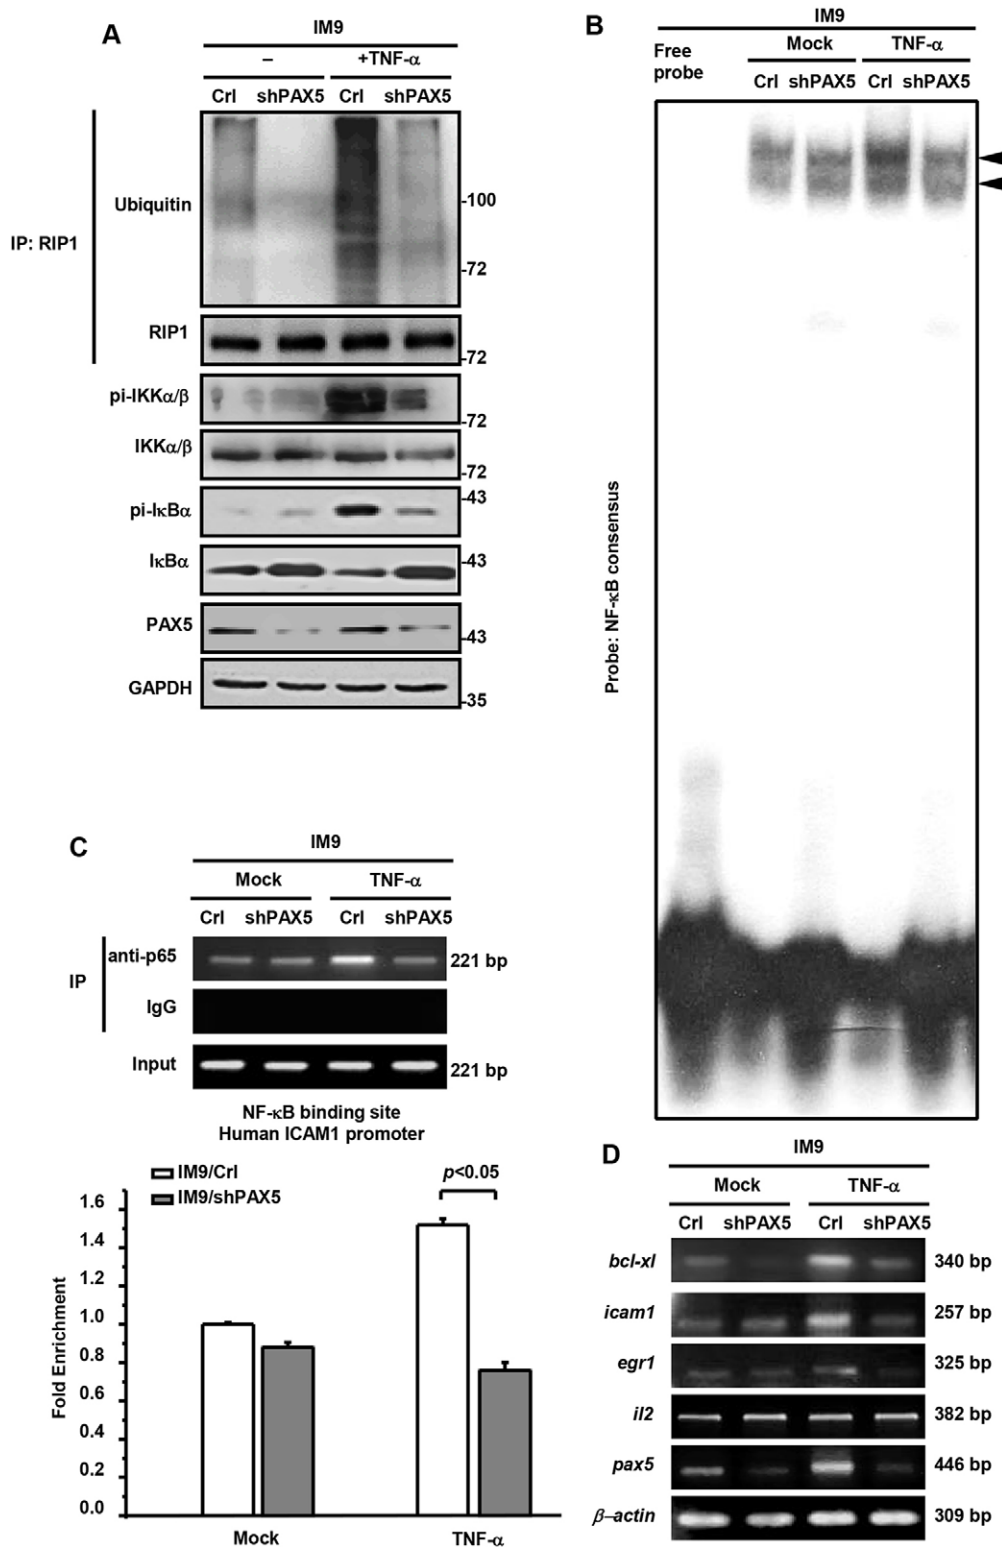 A
IM9
– +TNF-α
Crl shPAX5 Crl shPAX5
IP: RIP1
Ubiquitin
-100
-72
RIP1
-72
pi-IKKα/β
-72
IKKα/β
-72
pi-IκBα
-43
IκBα
-43
PAX5
-43
GAPDH
-35
B
IM9
Free
probe
Mock TNF-α
Crl shPAX5 Crl shPAX5
Probe: NF-κB consensus
C
IM9
Mock TNF-α
Crl shPAX5 Crl shPAX5
IP
anti-p65 221 bp
IgG
Input 221 bp
NF-κB binding site
Human ICAM1 promoter
IM9/Crl
IM9/shPAX5
p<0.05
Fold Enrichment
1.6
1.4
1.2
1.0
0.8
0.6
0.4
0.2
0.0
Mock TNF-α
D
IM9
Mock TNF-α
Crl shPAX5 Crl shPAX5
bcl-xl 340 bp
icam1 257 bp
egr1 325 bp
il2 382 bp
pax5 446 bp
β–actin 309 bp